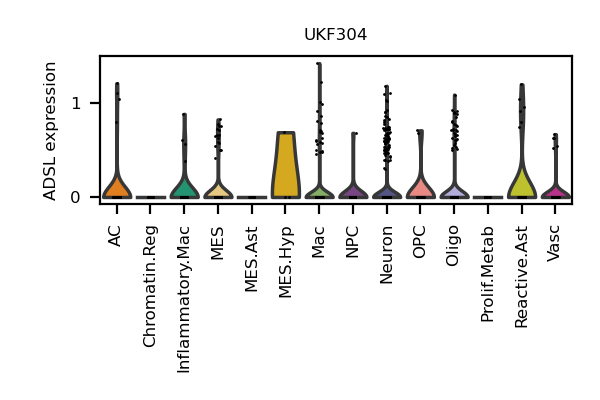 UKF304
ADSL expression
1
0
AC
Chromatin.Reg
Inflammatory.Mac
MES
MES.Ast
MES.Hyp
Mac
NPC
Neuron
OPC
Oligo
Prolif.Metab
Reactive.Ast
Vasc